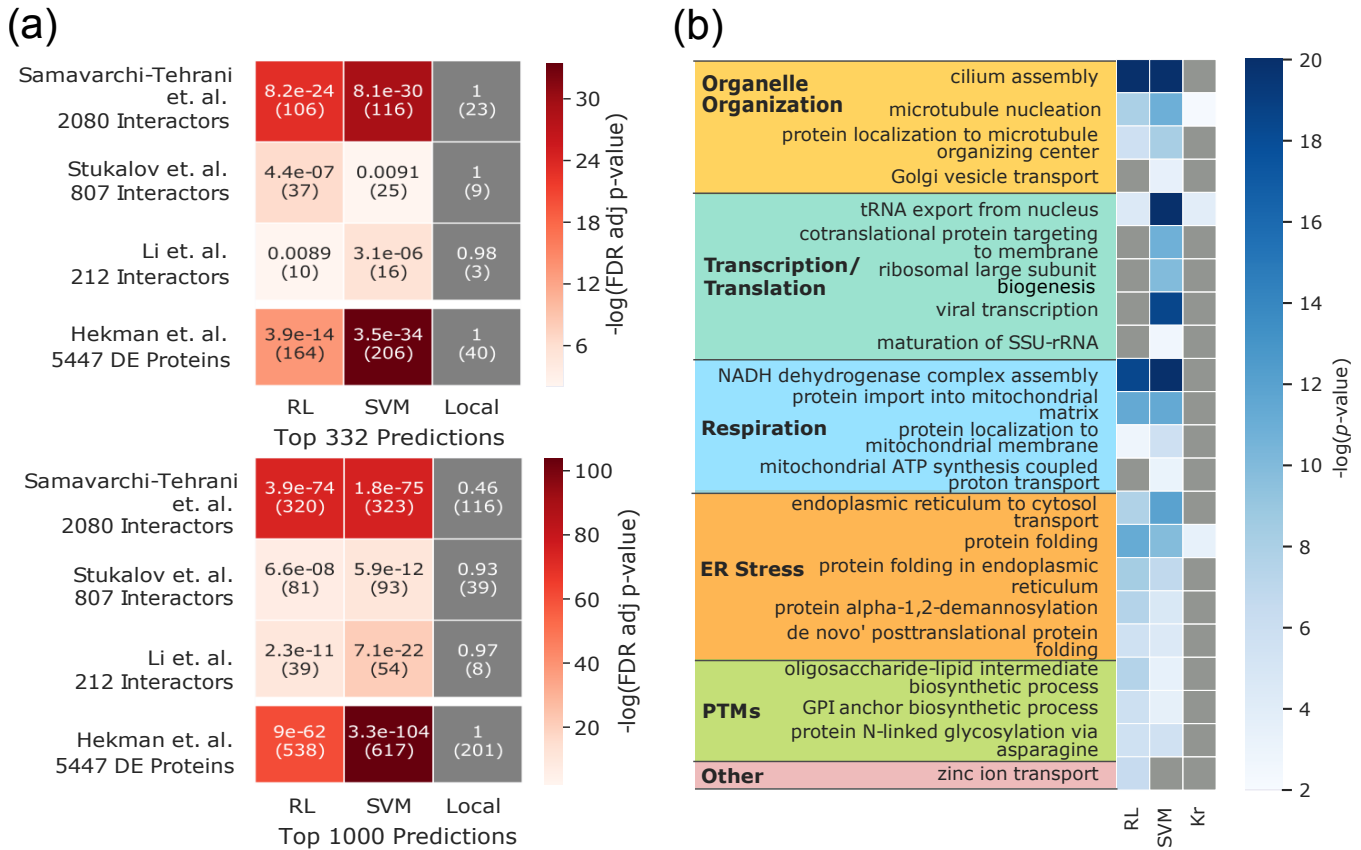 (a)
Samavarchi-Tehrani
et. al.
2080 Interactors
8.2e-24
(106)
8.1e-30
(116)
1
(23)
Stukalov et. al.
807 Interactors
4.4e-07
(37)
0.0091
(25)
1
(9)
Li et. al.
212 Interactors
0.0089
(10)
3.1e-06
(16)
0.98
(3)
Hekman et. al.
5447 DE Proteins
3.9e-14
(164)
3.5e-34
(206)
1
(40)
RL
SVM
Local
Top 332 Predictions
30
24
18
12
6
-log(FDR adj p-value)
Samavarchi-Tehrani
et. al.
2080 Interactors
3.9e-74
(320)
1.8e-75
(323)
0.46
(116)
Stukalov et. al.
807 Interactors
6.6e-08
(81)
5.9e-12
(93)
0.93
(39)
Li et. al.
212 Interactors
2.3e-11
(39)
7.1e-22
(54)
0.97
(8)
Hekman et. al.
5447 DE Proteins
9e-62
(538)
3.3e-104
(617)
1
(201)
RL
SVM
Local
Top 1000 Predictions
100
80
60
40
20
-log(FDR adj p-value)
(b)
Organelle
Organization
cilium assembly
microtubule nucleation
protein localization to microtubule
organizing center
Golgi vesicle transport
Transcription/
Translation
tRNA export from nucleus
cotranslational protein targeting
to membrane
ribosomal large subunit
biogenesis
viral transcription
maturation of SSU-rRNA
Respiration
NADH dehydrogenase complex assembly
protein import into mitochondrial
matrix
protein localization to
mitochondrial membrane
mitochondrial ATP synthesis coupled
proton transport
ER Stress
endoplasmic reticulum to cytosol
transport
protein folding
protein folding in endoplasmic
reticulum
protein alpha-1,2-demannosylation
de novo' posttranslational protein
folding
PTMs
oligosaccharide-lipid intermediate
biosynthetic process
GPI anchor biosynthetic process
protein N-linked glycosylation via
asparagine
Other
zinc ion transport
RL
SVM
Kr
20
18
16
14
12
10
8
6
4
2
-log(p-value)